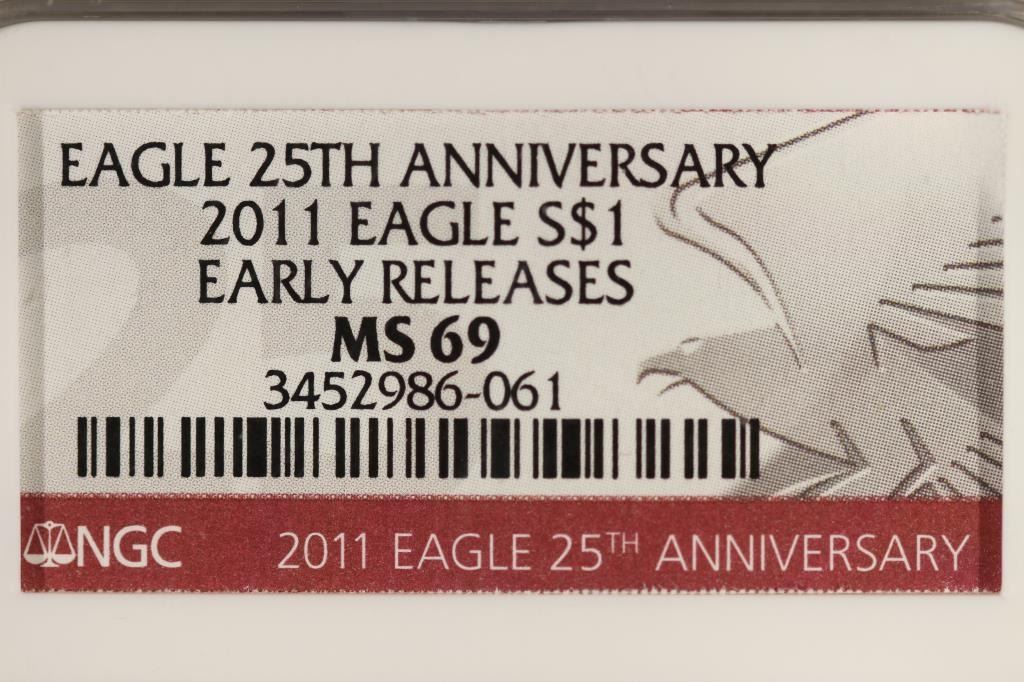 EAGLE 25TH ANNIVERSARY
2011 EAGLE S$1
EARLY RELEASES
MS 69
3452986-061
NGC 2011 EAGLE 25TH ANNIVERSARY